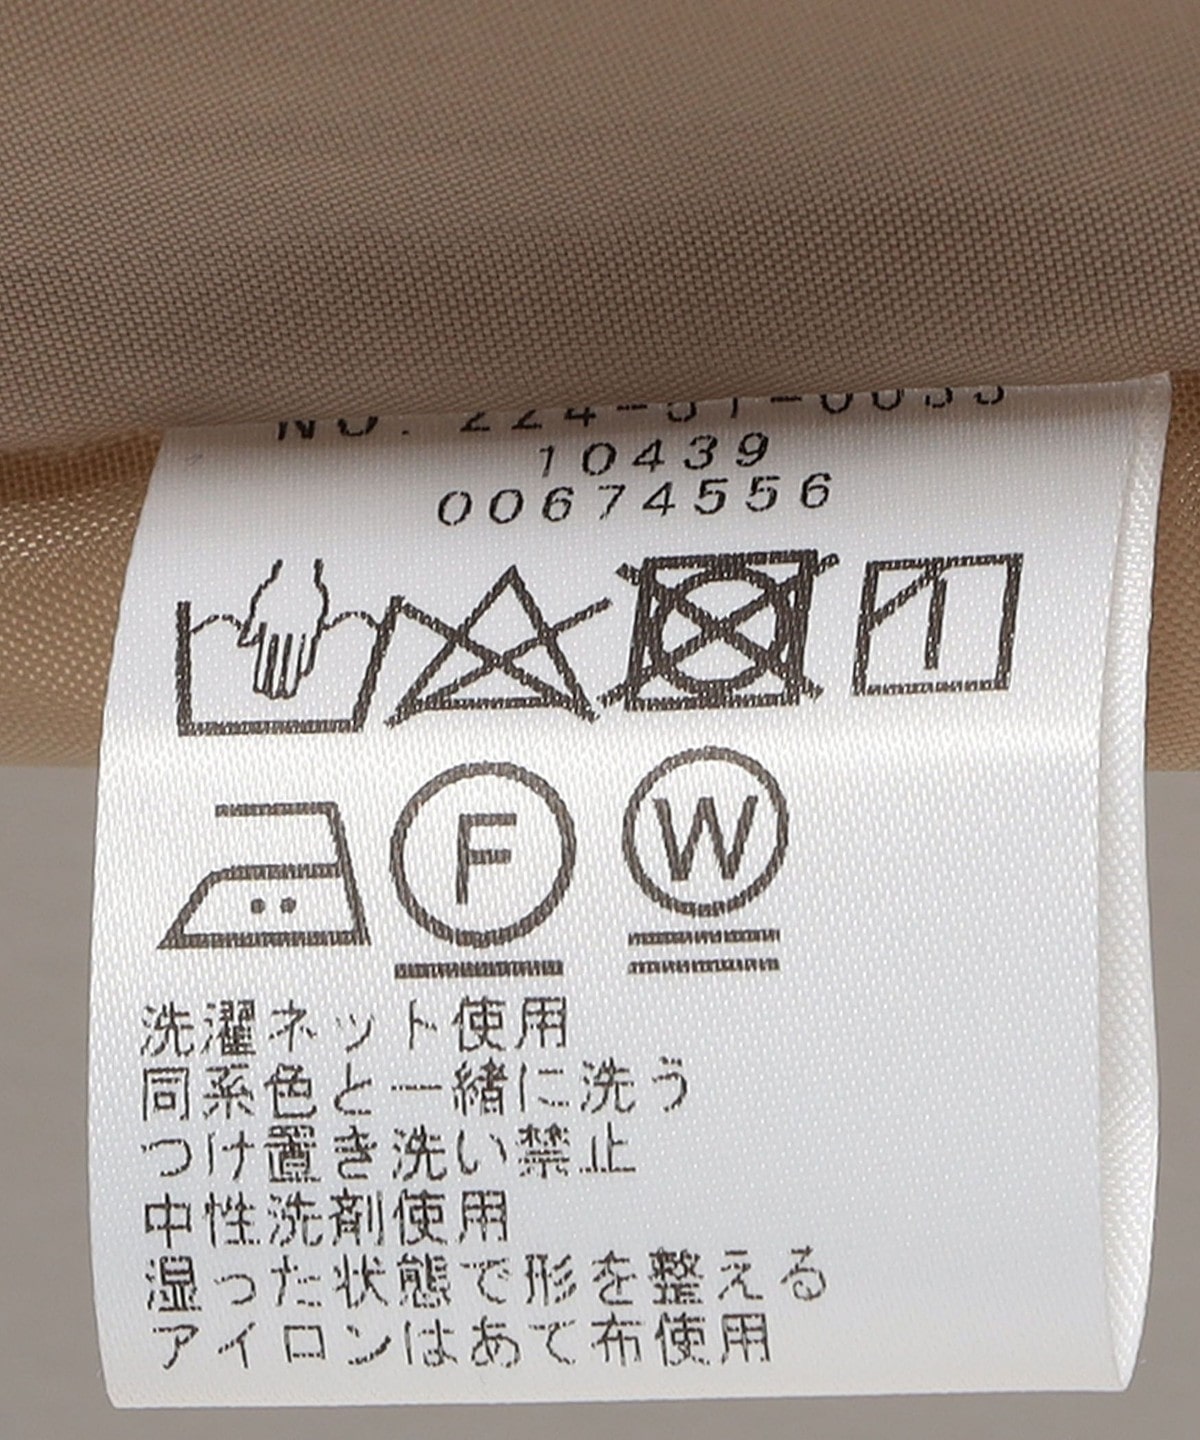 10439
00674556
F W
洗濯ネット使用
同系色と一緒に洗う
つけ置き洗い禁止
中性洗剤使用
湿った状態で形を整える
アイロンはあて布使用